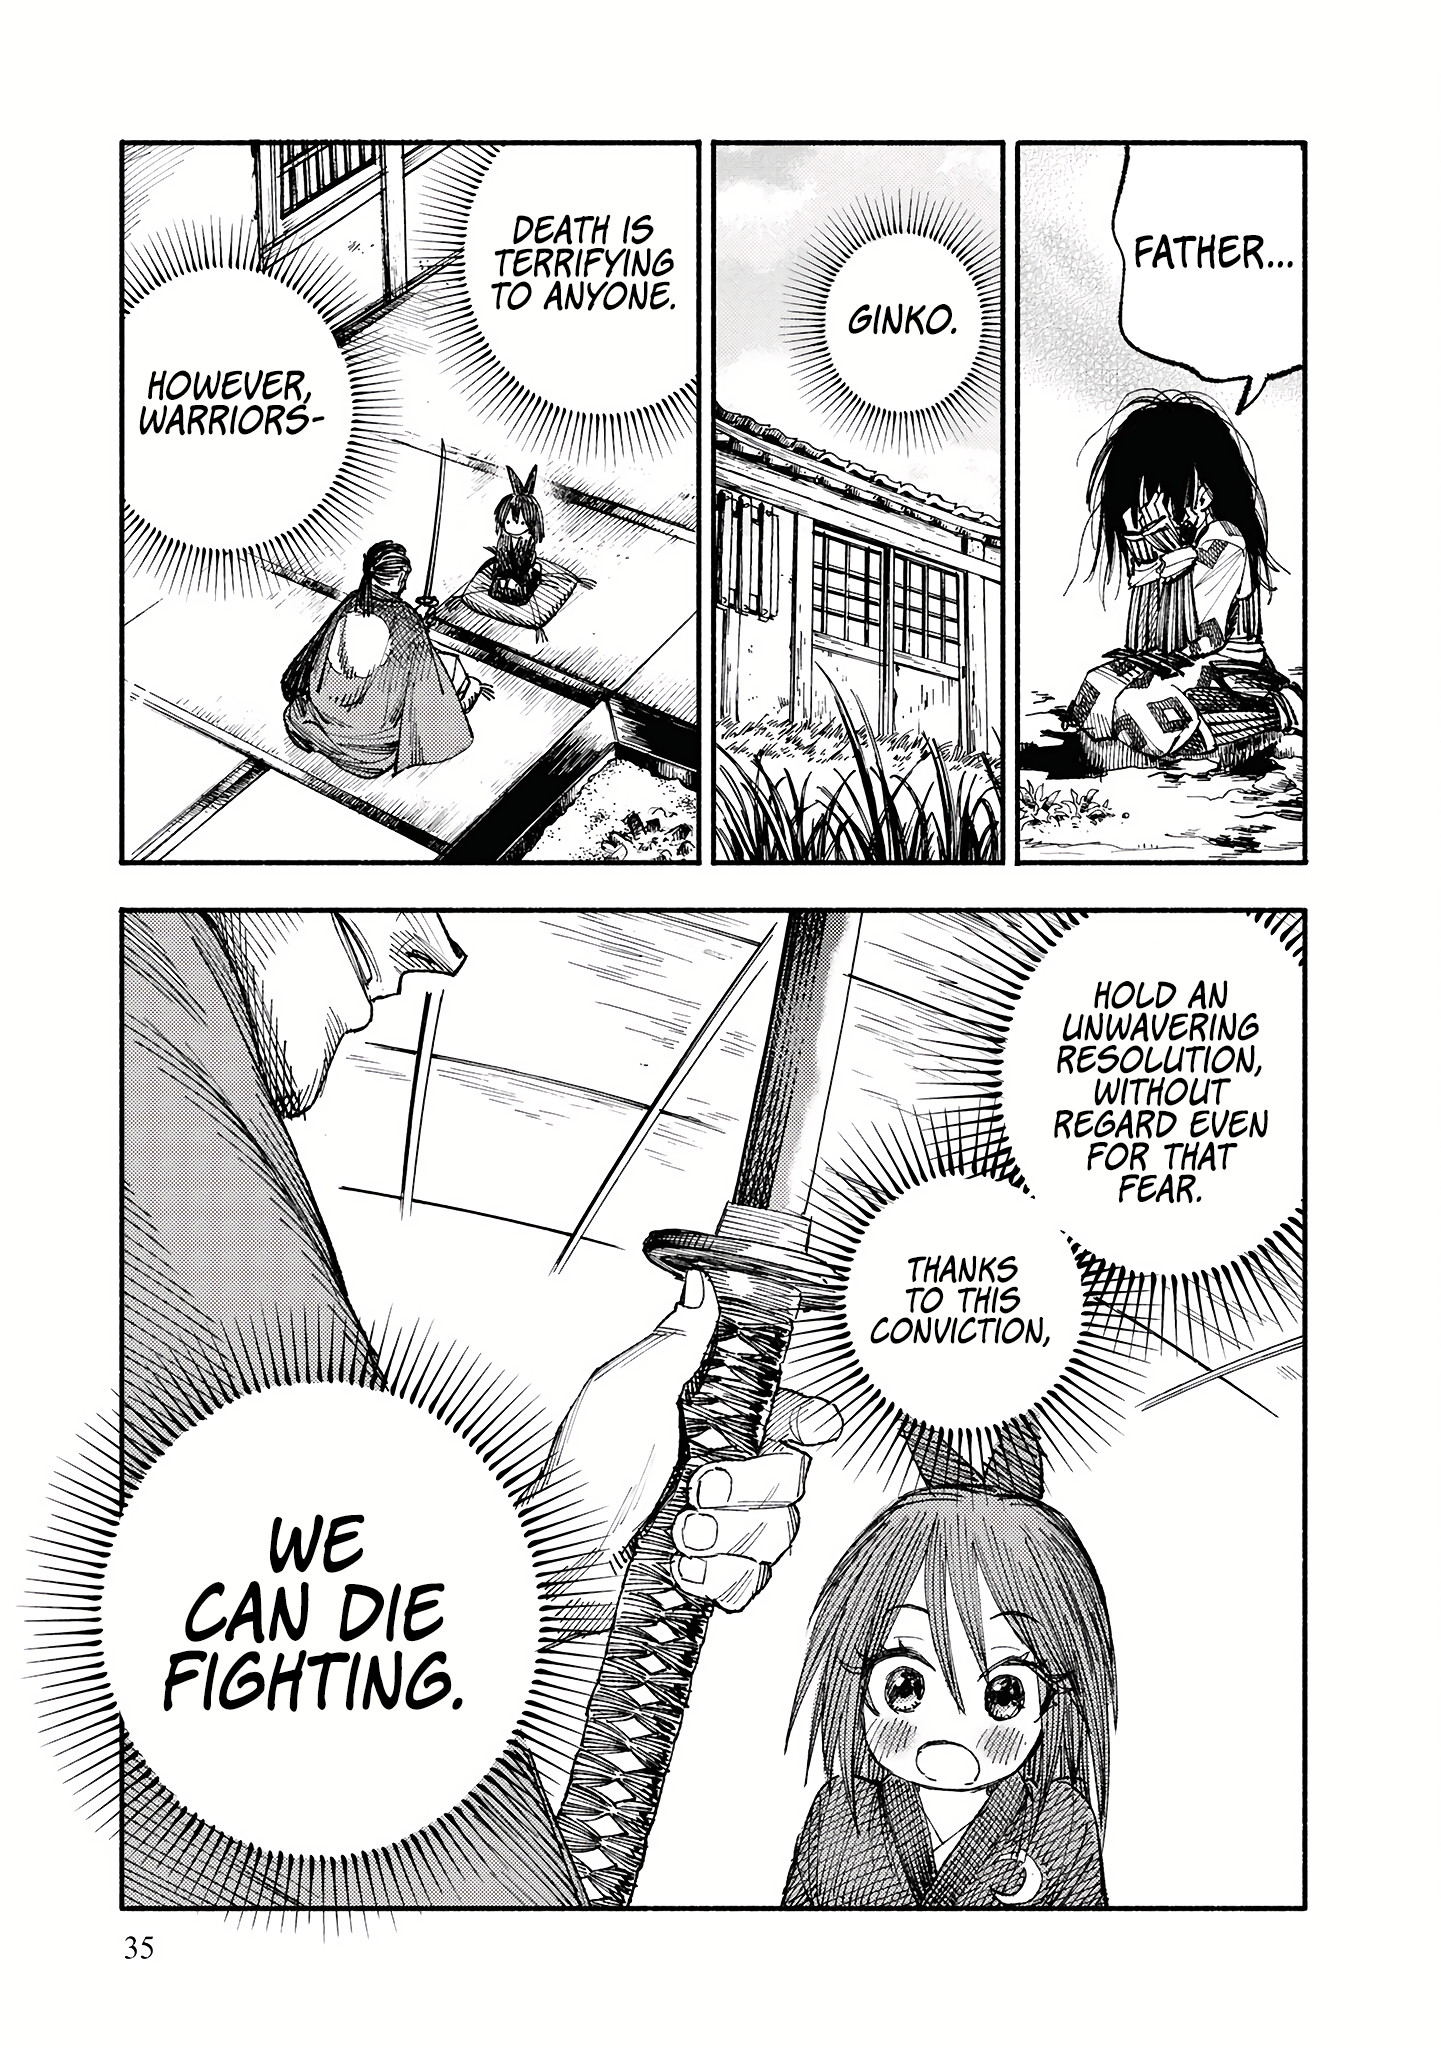 FATHER...
GINKO.
DEATH IS
TERRIFYING
TO ANYONE.
HOWEVER,
WARRIORS-
HOLD AN
UNWAVERING
RESOLUTION,
WITHOUT
REGARD EVEN
FOR THAT
FEAR.
THANKS
TO THIS
CONVICTION,
WE
CAN DIE
FIGHTING.
35